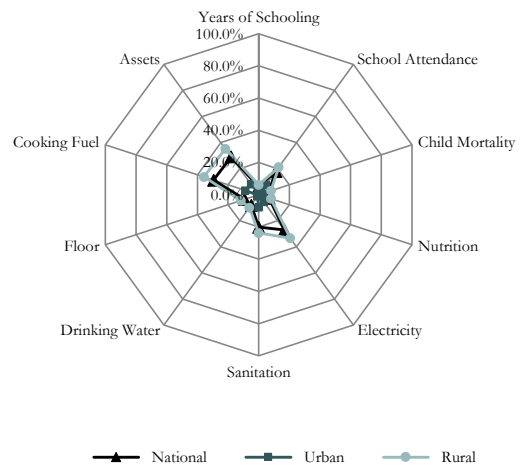 Years of Schooling
100.0%
Assets
School Attendance
80.0%
60.0%
40.0%
Cooking Fuel
Child Mortality
20.0%
0.0%
Floor
Nutrition
Drinking Water
Electricity
Sanitation
National Urban Rural